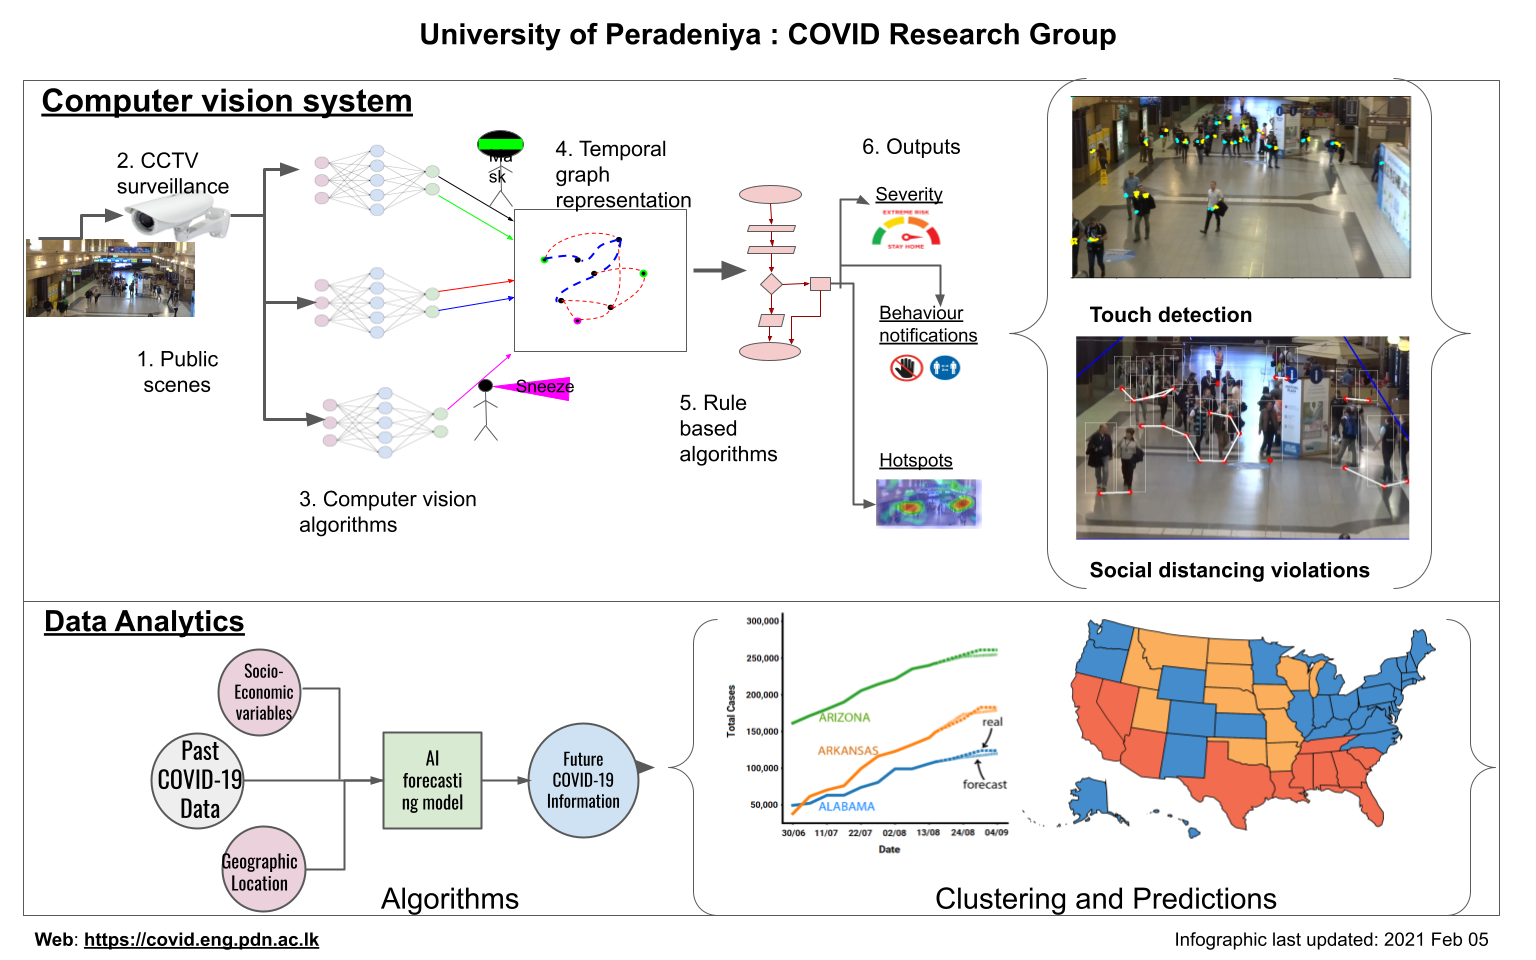 University of Peradeniya : COVID Research Group
Computer vision system
2. CCTV
surveillance
1. Public
scenes
3. Computer vision
algorithms
Ma
sk
Sneeze
4. Temporal
graph
representation
5. Rule
based
algorithms
6. Outputs
Severity
EXTREME RISK
STAY HOME
Behaviour
notifications
Hotspots
Touch detection
Social distancing violations
Data Analytics
Socio-
Economic
variables
Past
COVID-19
Data
Geographic
Location
AI
forecasti
ng model
Future
COVID-19
Information
Algorithms
Total Cases
300,000
250,000
200,000
150,000
100,000
50,000
ARIZONA
ARKANSAS
ALABAMA
real
forecast
30/06 11/07 22/07 02/08 13/08 24/08 04/09
Date
Clustering and Predictions
Web: https://covid.eng.pdn.ac.lk
Infographic last updated: 2021 Feb 05